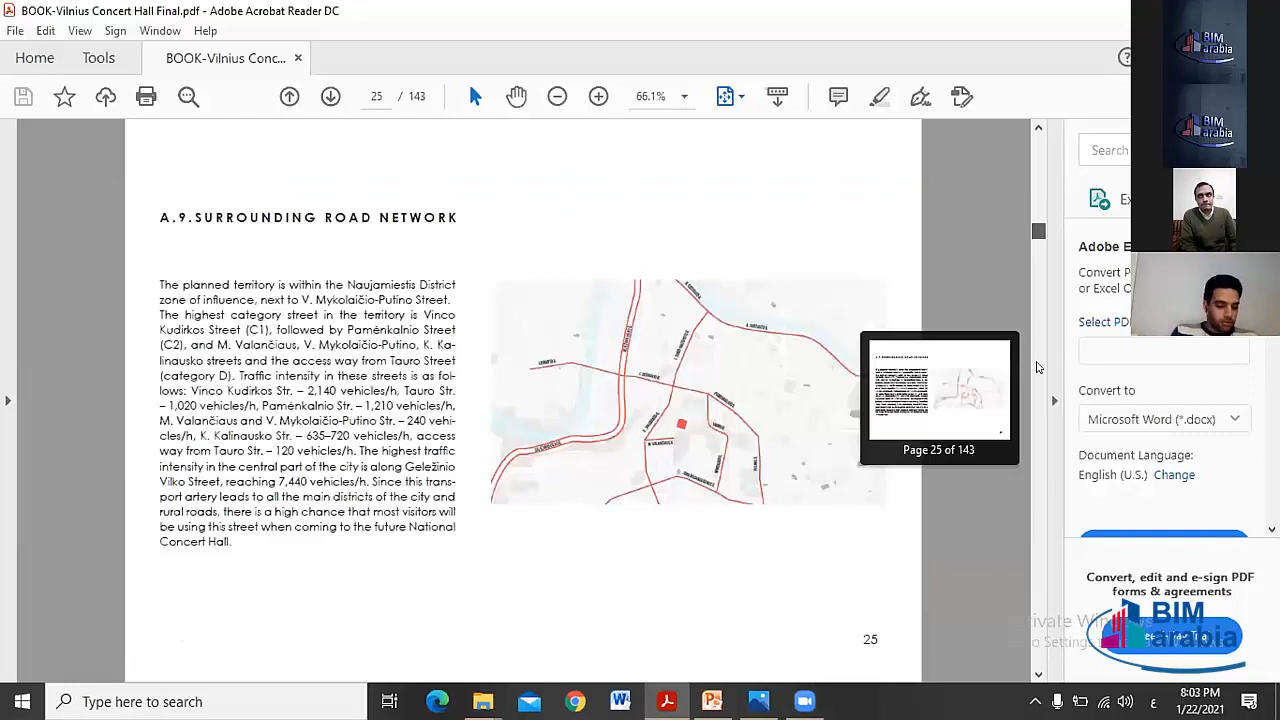 BOOK-Vilnius Concert Hall Final.pdf - Adobe Acrobat Reader DC
File Edit View Sign Window Help
Home Tools BOOK-Vilnius Conc... ×
25 / 143 66.1%
A.9.SURROUNDING ROAD NETWORK
The planned territory is within the Naujamiestis District
zone of influence, next to V. Mykolaičio-Putino Street.
The highest category street in the territory is Vinco
Kudirkos Street (C1), followed by Pamėnkalnio Street
(C2), and M. Valančiaus, V. Mykolaičio-Putino, K. Ka-
linausko streets and the access way from Tauro Street
(category D). Traffic intensity in these streets is as fol-
lows: Vinco Kudirkos Str. – 2,140 vehicles/h, Tauro Str.
– 1,020 vehicles/h, Pamėnkalnio Str. – 1,210 vehicles/h,
M. Valančiaus and V. Mykolaičio-Putino Str. – 240 vehi-
cles/h, K. Kalinausko Str. – 635–720 vehicles/h, access
way from Tauro Str. – 120 vehicles/h. The highest traffic
intensity in the central part of the city is along Geležinio
Vilko Street, reaching 7,440 vehicles/h. Since this trans-
port artery leads to all the main districts of the city and
rural roads, there is a high chance that most visitors will
be using this street when coming to the future National
Concert Hall.
25
Page 25 of 143
Search
Adobe E
Convert P
or Excel O
Select PD
Convert to
Microsoft Word (*.docx)
Document Language:
English (U.S.) Change
Convert, edit and e-sign PDF
forms & agreements
BIM
arabia
BIM
arabia
BIM
arabia
Type here to search
ع
8:03 PM
1/22/2021